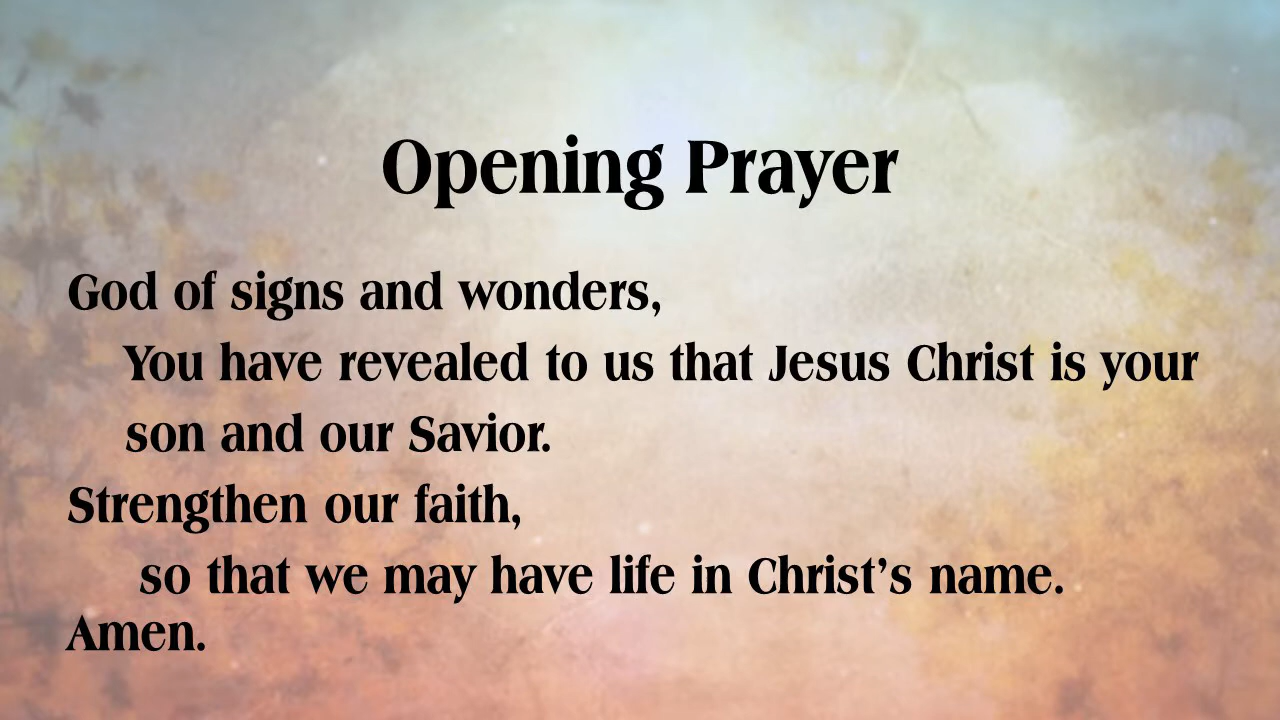 Opening Prayer
God of signs and wonders,
You have revealed to us that Jesus Christ is your
son and our Savior.
Strengthen our faith,
so that we may have life in Christ’s name.
Amen.